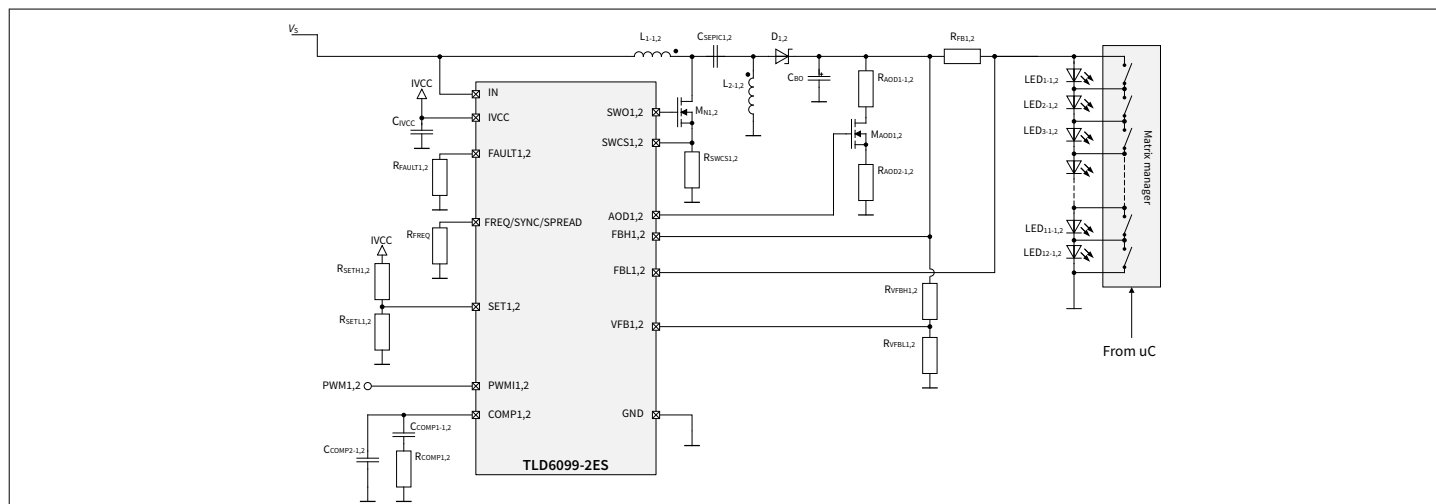 VS
L1-1,2
CSEPIC1,2
D1,2
RFB1,2
IVCC
IN
CBO
RAOD1-1,2
LED1-1,2
L2-1,2
LED2-1,2
IVCC
SWO1,2
MN1,2
CIVCC
MAOD1,2
LED3-1,2
SWCS1,2
FAULT1,2
RSWCS1,2
RFAULT1,2
RAOD2-1,2
Matrix manager
AOD1,2
FREQ/SYNC/SPREAD
RFREQ
FBH1,2
LED11-1,2
IVCC
LED12-1,2
RSETH1,2
FBL1,2
RVFBH1,2
SET1,2
RSETL1,2
VFB1,2
RVFBL1,2
From uC
PWM1,2
PWMI1,2
COMP1,2
GND
CCOMP1-1,2
CCOMP2-1,2
RCOMP1,2
TLD6099-2ES